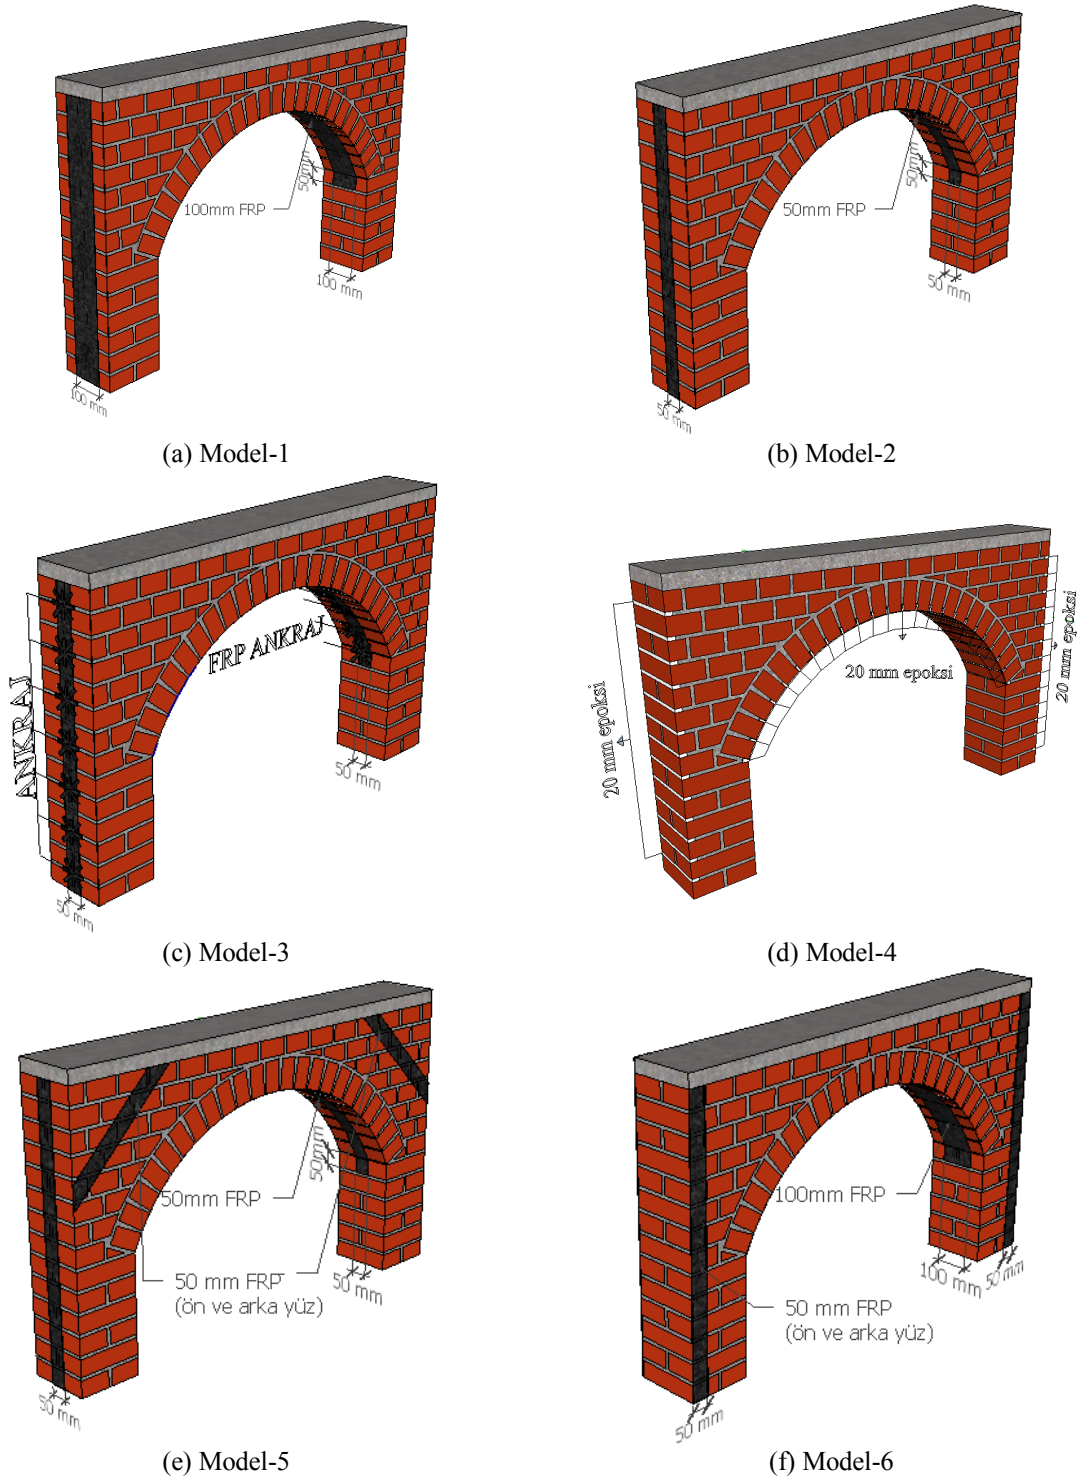 50mm
100mm FRP
100 mm
100 mm
(a) Model-1
50mm
50mm FRP
50 mm
50 mm
(b) Model-2
ANKRAJ
FRP ANKRAJ
50 mm
50 mm
(c) Model-3
20 mm epoksi
20 mm epoksi
20 mm epoksi
(d) Model-4
50mm
50mm FRP
50 mm FRP
(ön ve arka yüz)
50 mm
50 mm
(e) Model-5
100mm FRP
100 mm
50 mm
50 mm FRP
(ön ve arka yüz)
50 mm
(f) Model-6